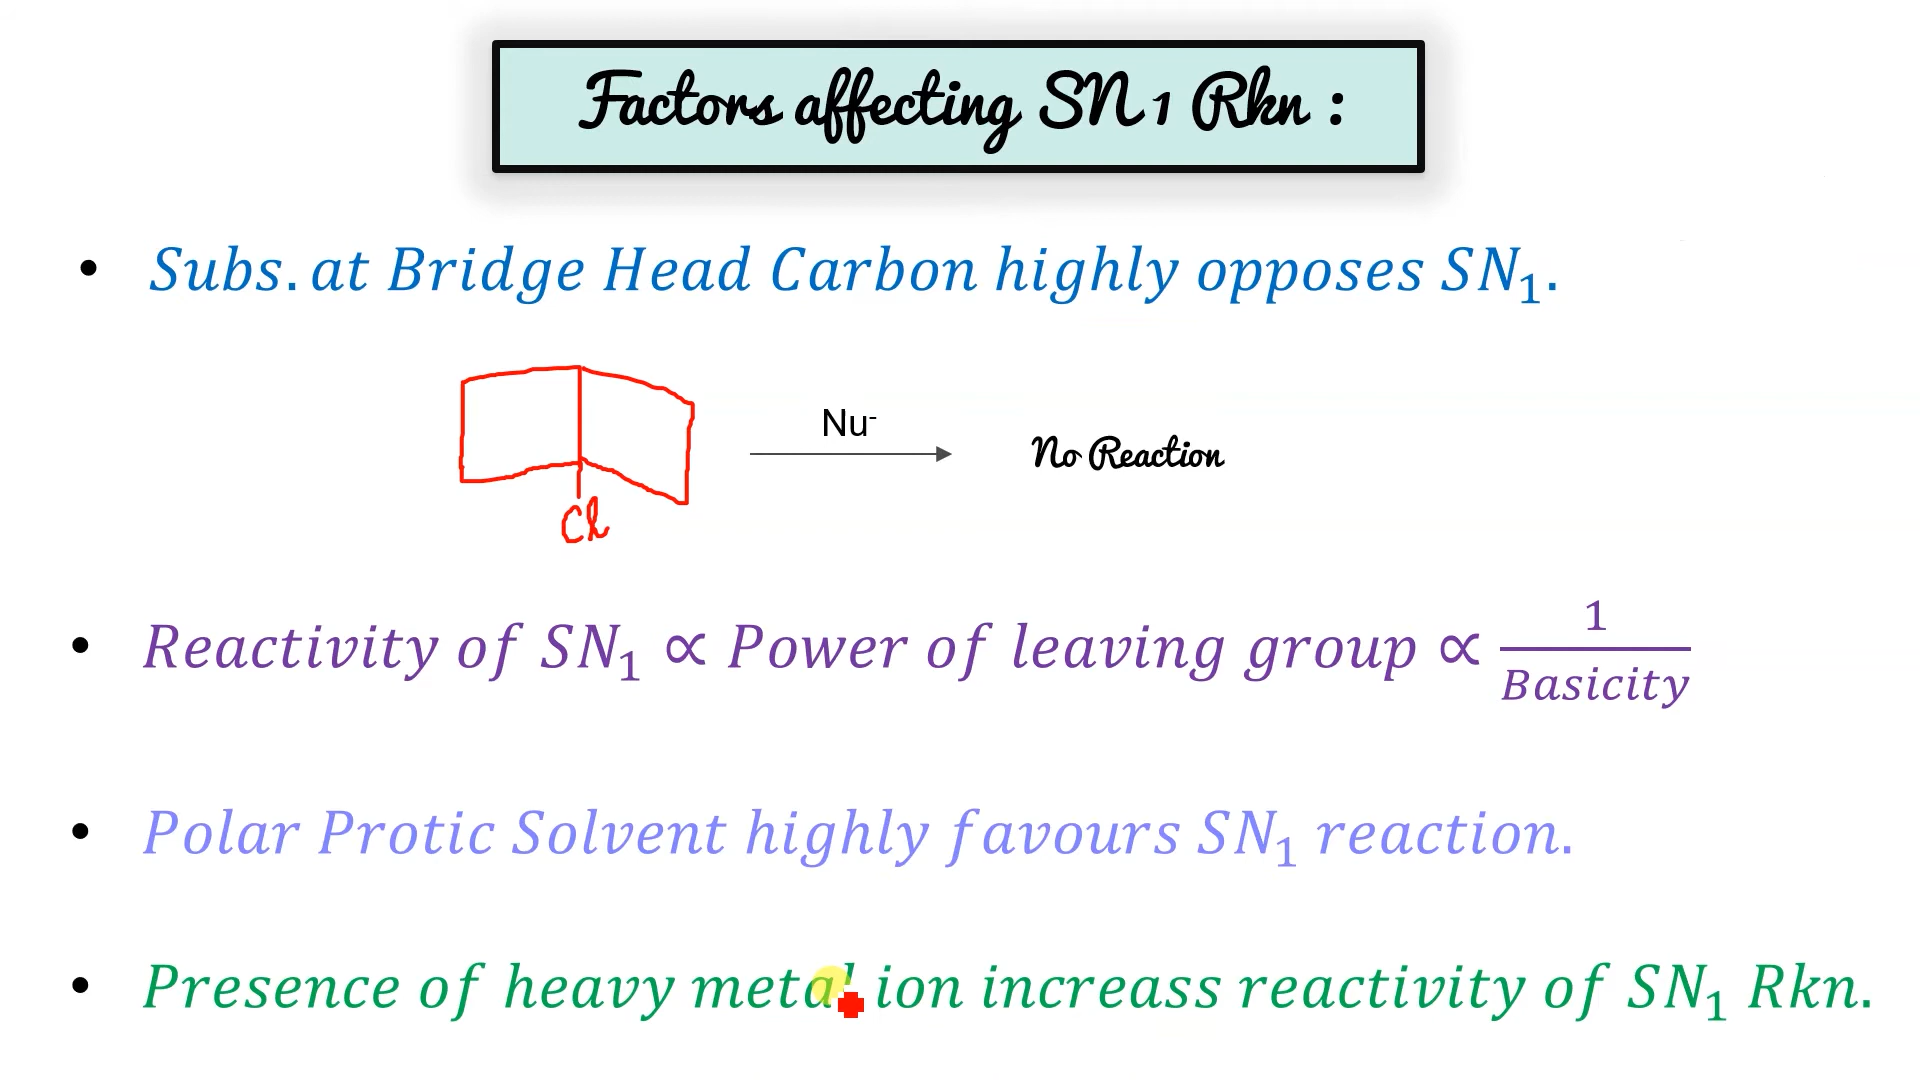 Factors affecting SN1 Rkn :
• Subs. at Bridge Head Carbon highly opposes SN₁.
Nu⁻
No Reaction
Cl
• Reactivity of SN₁ ∝ Power of leaving group ∝ 1/Basicity
• Polar Protic Solvent highly favours SN₁ reaction.
• Presence of heavy metal ion increass reactivity of SN₁ Rkn.